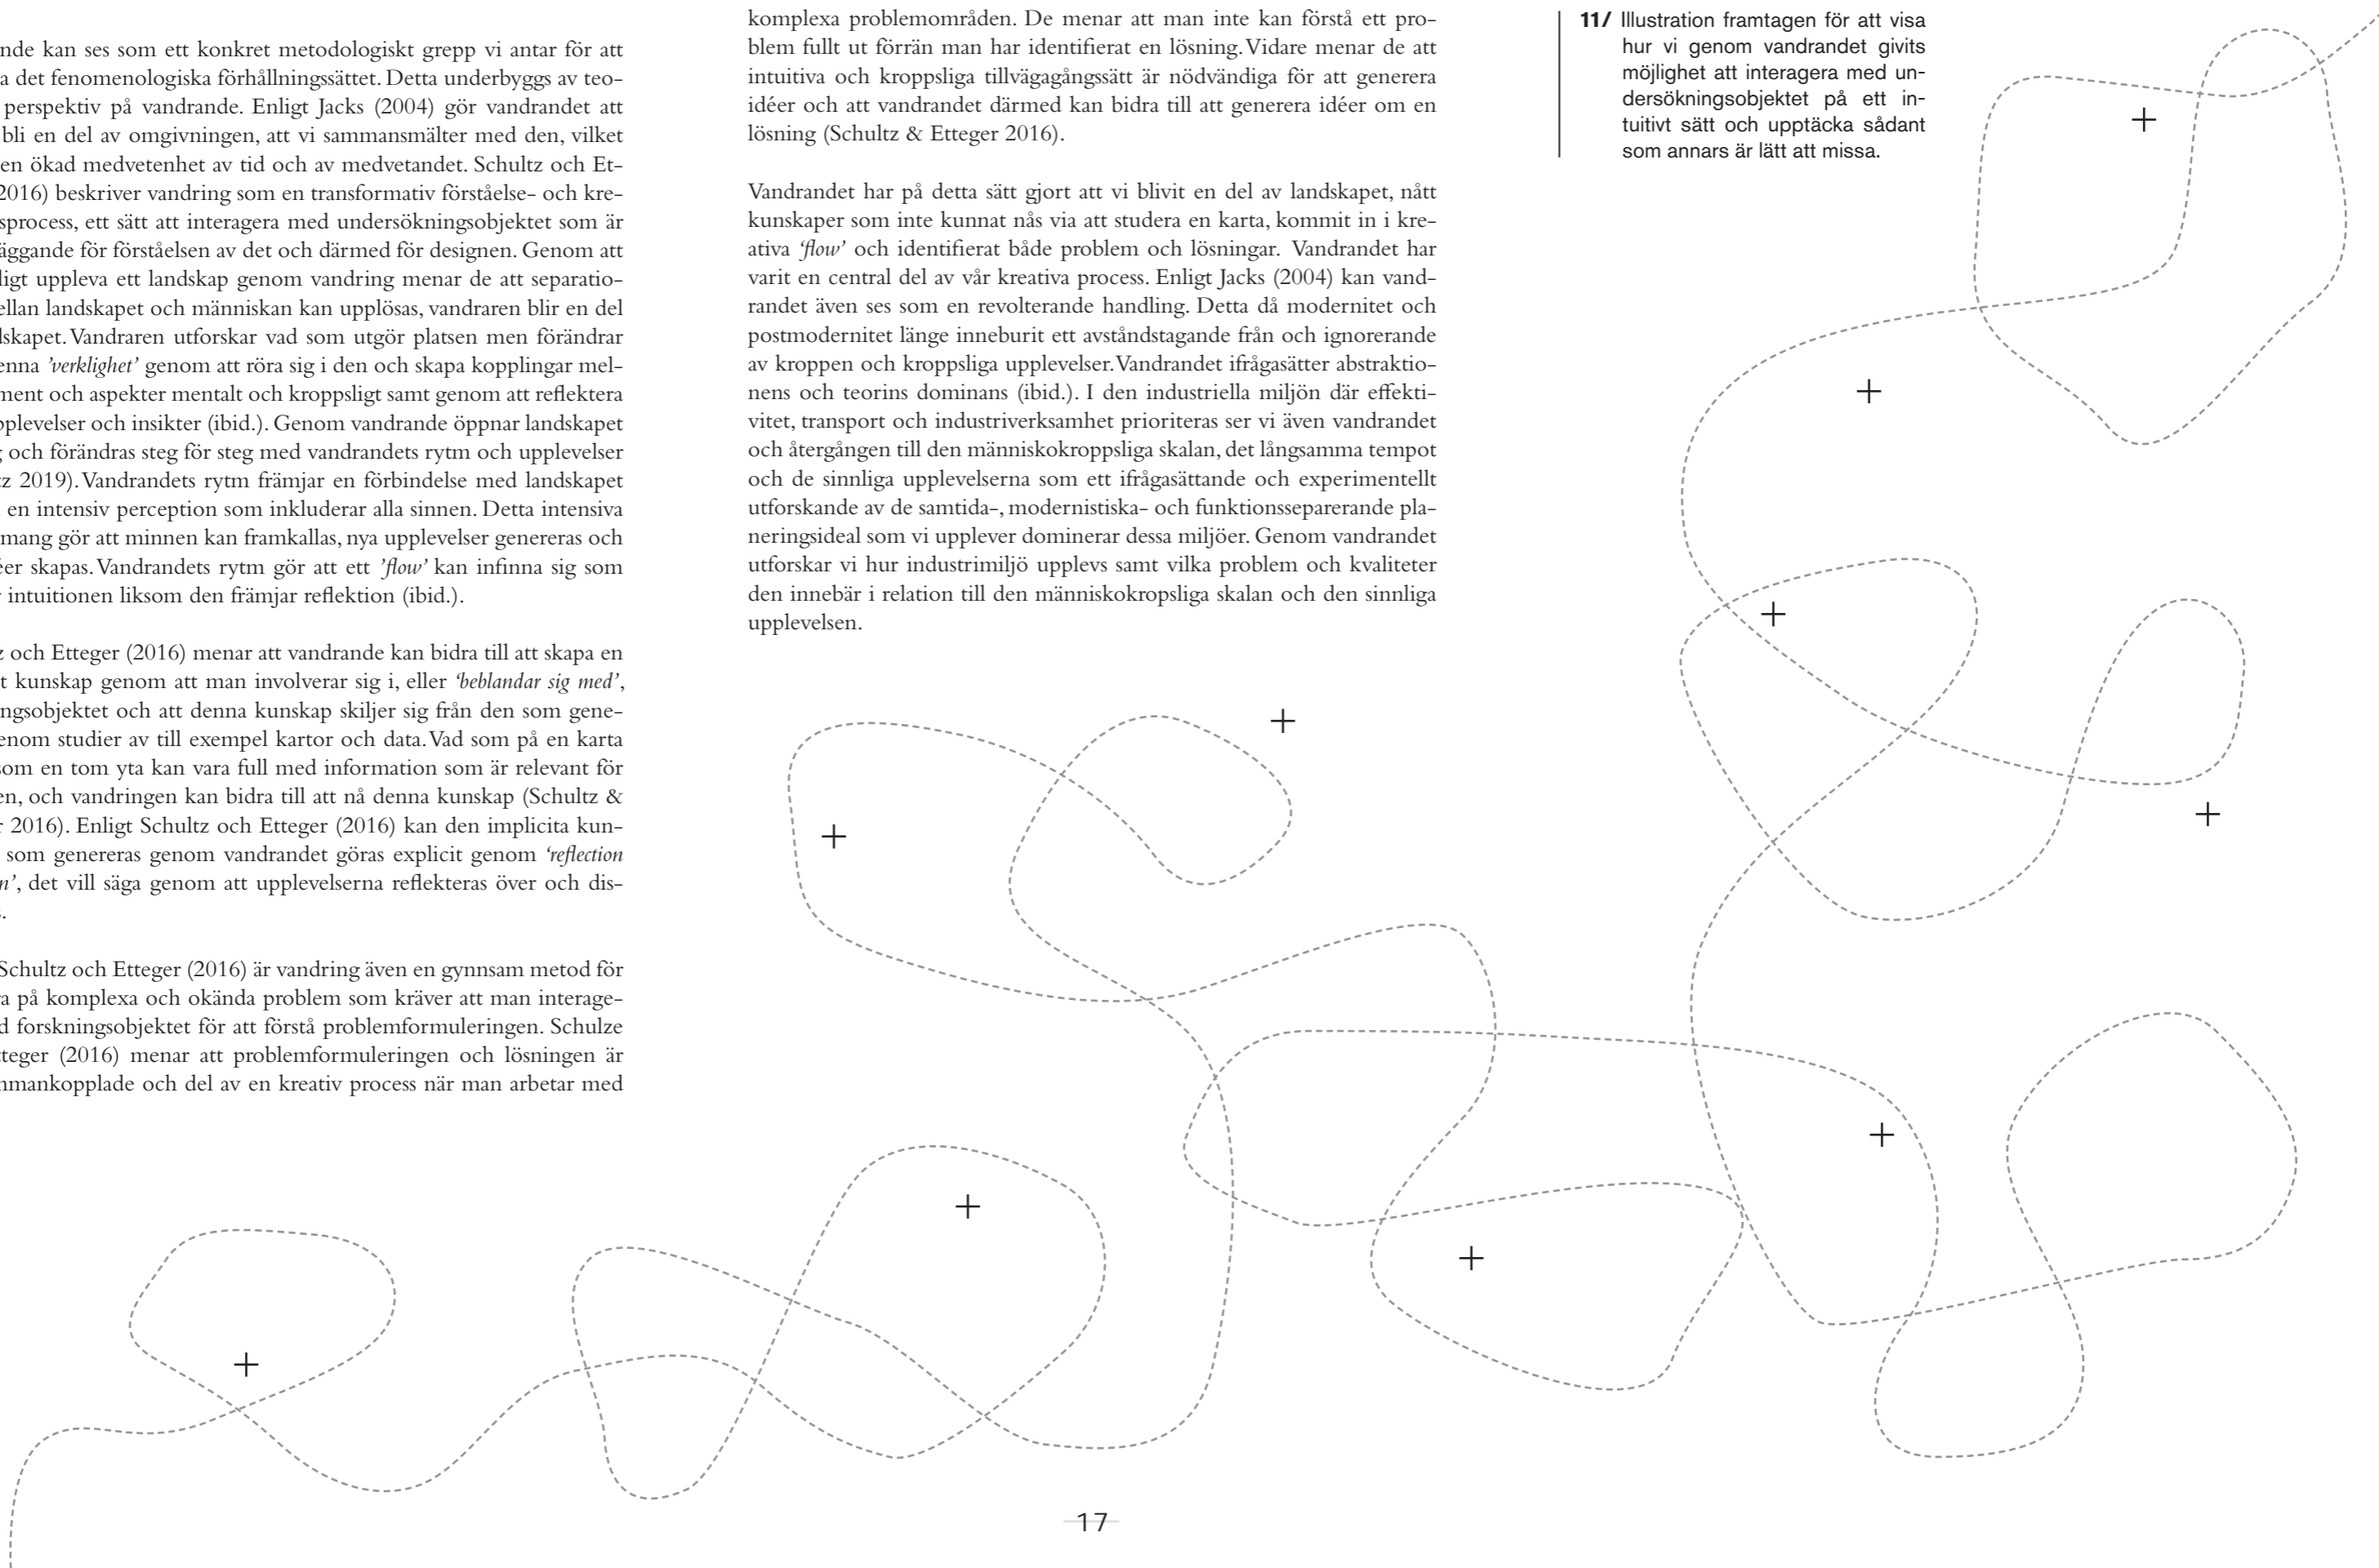 nde kan ses som ett konkret metodologiskt grepp vi antar för att
a det fenomenologiska förhållningssättet. Detta underbyggs av teo-
perspektiv på vandrande. Enligt Jacks (2004) gör vandrandet att
bli en del av omgivningen, att vi sammansmälter med den, vilket
en ökad medvetenhet av tid och av medvetandet. Schultz och Et-
2016) beskriver vandring som en transformativ förståelse- och kre-
sprocess, ett sätt att interagera med undersökningsobjektet som är
äggande för förståelsen av det och därmed för designen. Genom att
ligt uppleva ett landskap genom vandring menar de att separatio-
ellan landskapet och människan kan upplösas, vandraren blir en del
dskapet. Vandraren utforskar vad som utgör platsen men förändrar
enna ’verklighet’ genom att röra sig i den och skapa kopplingar mel-
ment och aspekter mentalt och kroppsligt samt genom att reflektera
pplevelser och insikter (ibid.). Genom vandrande öppnar landskapet
g och förändras steg för steg med vandrandets rytm och upplevelser
tz 2019). Vandrandets rytm främjar en förbindelse med landskapet
en intensiv perception som inkluderar alla sinnen. Detta intensiva
mang gör att minnen kan framkallas, nya upplevelser genereras och
éer skapas. Vandrandets rytm gör att ett ’flow’ kan infinna sig som
r intuitionen liksom den främjar reflektion (ibid.).
z och Etteger (2016) menar att vandrande kan bidra till att skapa en
t kunskap genom att man involverar sig i, eller ‘beblandar sig med’,
ngsobjektet och att denna kunskap skiljer sig från den som gene-
enom studier av till exempel kartor och data. Vad som på en karta
som en tom yta kan vara full med information som är relevant för
en, och vandringen kan bidra till att nå denna kunskap (Schultz &
r 2016). Enligt Schultz och Etteger (2016) kan den implicita kun-
som genereras genom vandrandet göras explicit genom ‘reflection
n’, det vill säga genom att upplevelserna reflekteras över och dis-
s.
Schultz och Etteger (2016) är vandring även en gynnsam metod för
ra på komplexa och okända problem som kräver att man interage-
d forskningsobjektet för att förstå problemformuleringen. Schulze
tteger (2016) menar att problemformuleringen och lösningen är
mmankopplade och del av en kreativ process när man arbetar med
komplexa problemområden. De menar att man inte kan förstå ett pro-
blem fullt ut förrän man har identifierat en lösning. Vidare menar de att
intuitiva och kroppsliga tillvägagångssätt är nödvändiga för att generera
idéer och att vandrandet därmed kan bidra till att generera idéer om en
lösning (Schultz & Etteger 2016).
Vandrandet har på detta sätt gjort att vi blivit en del av landskapet, nått
kunskaper som inte kunnat nås via att studera en karta, kommit in i kre-
ativa ‘flow’ och identifierat både problem och lösningar. Vandrandet har
varit en central del av vår kreativa process. Enligt Jacks (2004) kan vand-
randet även ses som en revolterande handling. Detta då modernitet och
postmodernitet länge inneburit ett avståndstagande från och ignorerande
av kroppen och kroppsliga upplevelser. Vandrandet ifrågasätter abstraktio-
nens och teorins dominans (ibid.). I den industriella miljön där effekti-
vitet, transport och industriverksamhet prioriteras ser vi även vandrandet
och återgången till den människokroppsliga skalan, det långsamma tempot
och de sinnliga upplevelserna som ett ifrågasättande och experimentellt
utforskande av de samtida-, modernistiska- och funktionsseparerande pla-
neringsideal som vi upplever dominerar dessa miljöer. Genom vandrandet
utforskar vi hur industrimiljö upplevs samt vilka problem och kvaliteter
den innebär i relation till den människokropsliga skalan och den sinnliga
upplevelsen.
11/ Illustration framtagen för att visa
hur vi genom vandrandet givits
möjlighet att interagera med un-
dersökningsobjektet på ett in-
tuitivt sätt och upptäcka sådant
som annars är lätt att missa.
17